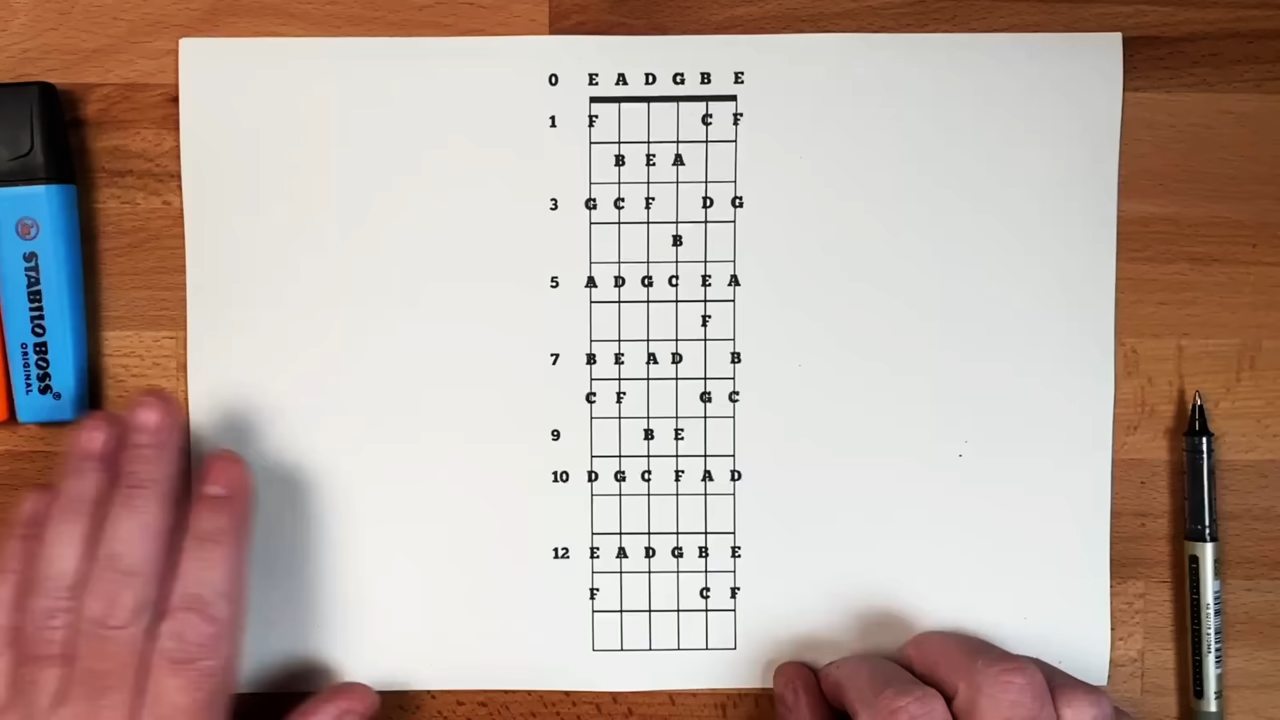 0 E A D G B E
1 F C F
B E A
3 G C F D G
B
5 A D G C E A
F
7 B E A D B
C F G C
9 B E
10 D G C F A D
12 E A D G B E
F C F
STABILO BOSS®
ORIGINAL